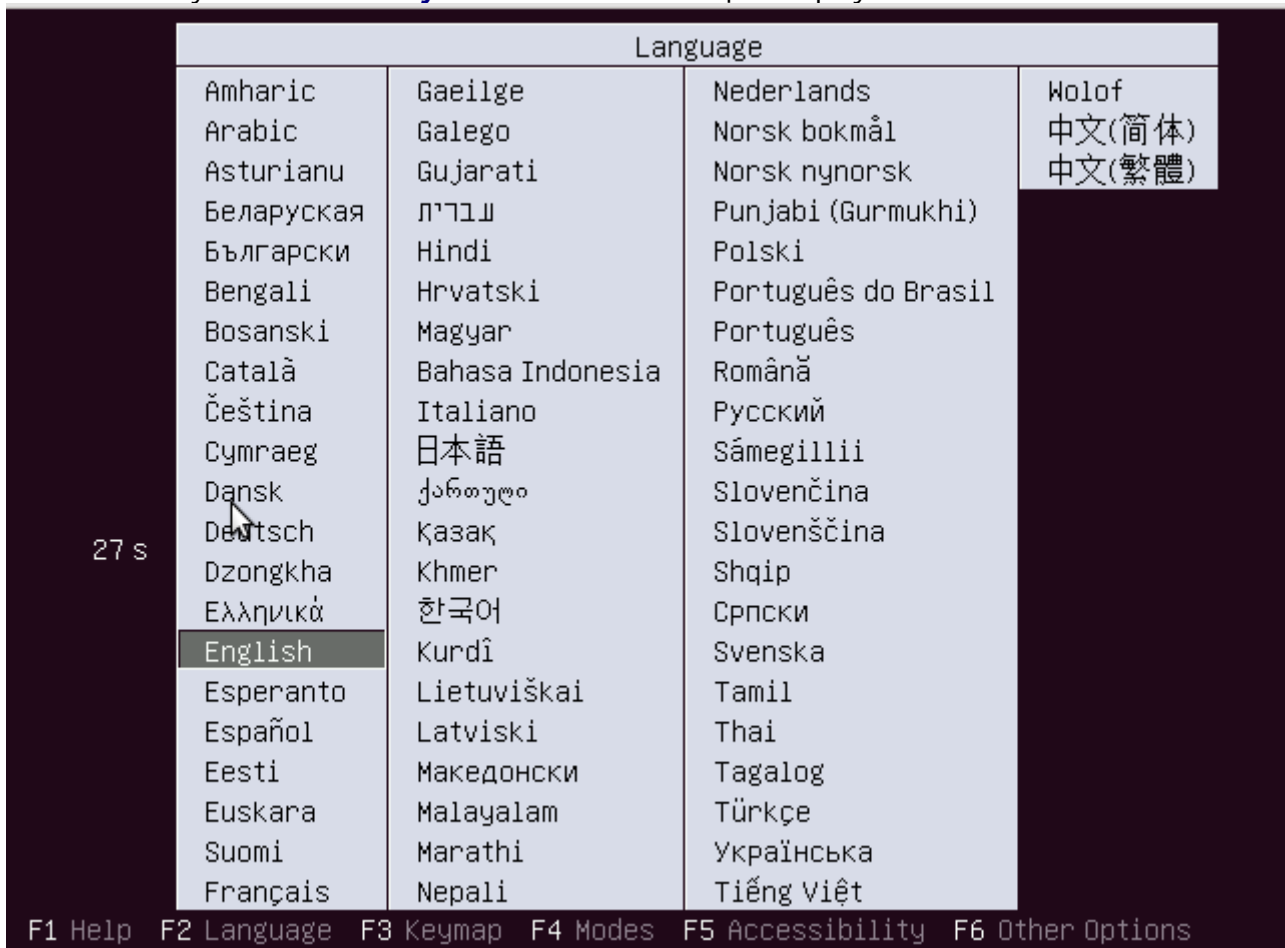 Language
Amharic
Arabic
Asturianu
Беларуская
Български
Bengali
Bosanski
Català
Čeština
Cymraeg
Dansk
Deutsch
Dzongkha
Ελληνικά
English
Esperanto
Español
Eesti
Euskara
Suomi
Français
Gaeilge
Galego
Gujarati
עברית
Hindi
Hrvatski
Magyar
Bahasa Indonesia
Italiano
日本語
ქართული
Қазақ
Khmer
한국어
Kurdî
Lietuviškai
Latviski
Македонски
Malayalam
Marathi
Nepali
Nederlands
Norsk bokmål
Norsk nynorsk
Punjabi (Gurmukhi)
Polski
Português do Brasil
Português
Română
Русский
Sámegillii
Slovenčina
Slovenščina
Shqip
Српски
Svenska
Tamil
Thai
Tagalog
Türkçe
Українська
Tiếng Việt
Wolof
中文(简体)
中文(繁體)
27 s
F1 Help F2 Language F3 Keymap F4 Modes F5 Accessibility F6 Other Options